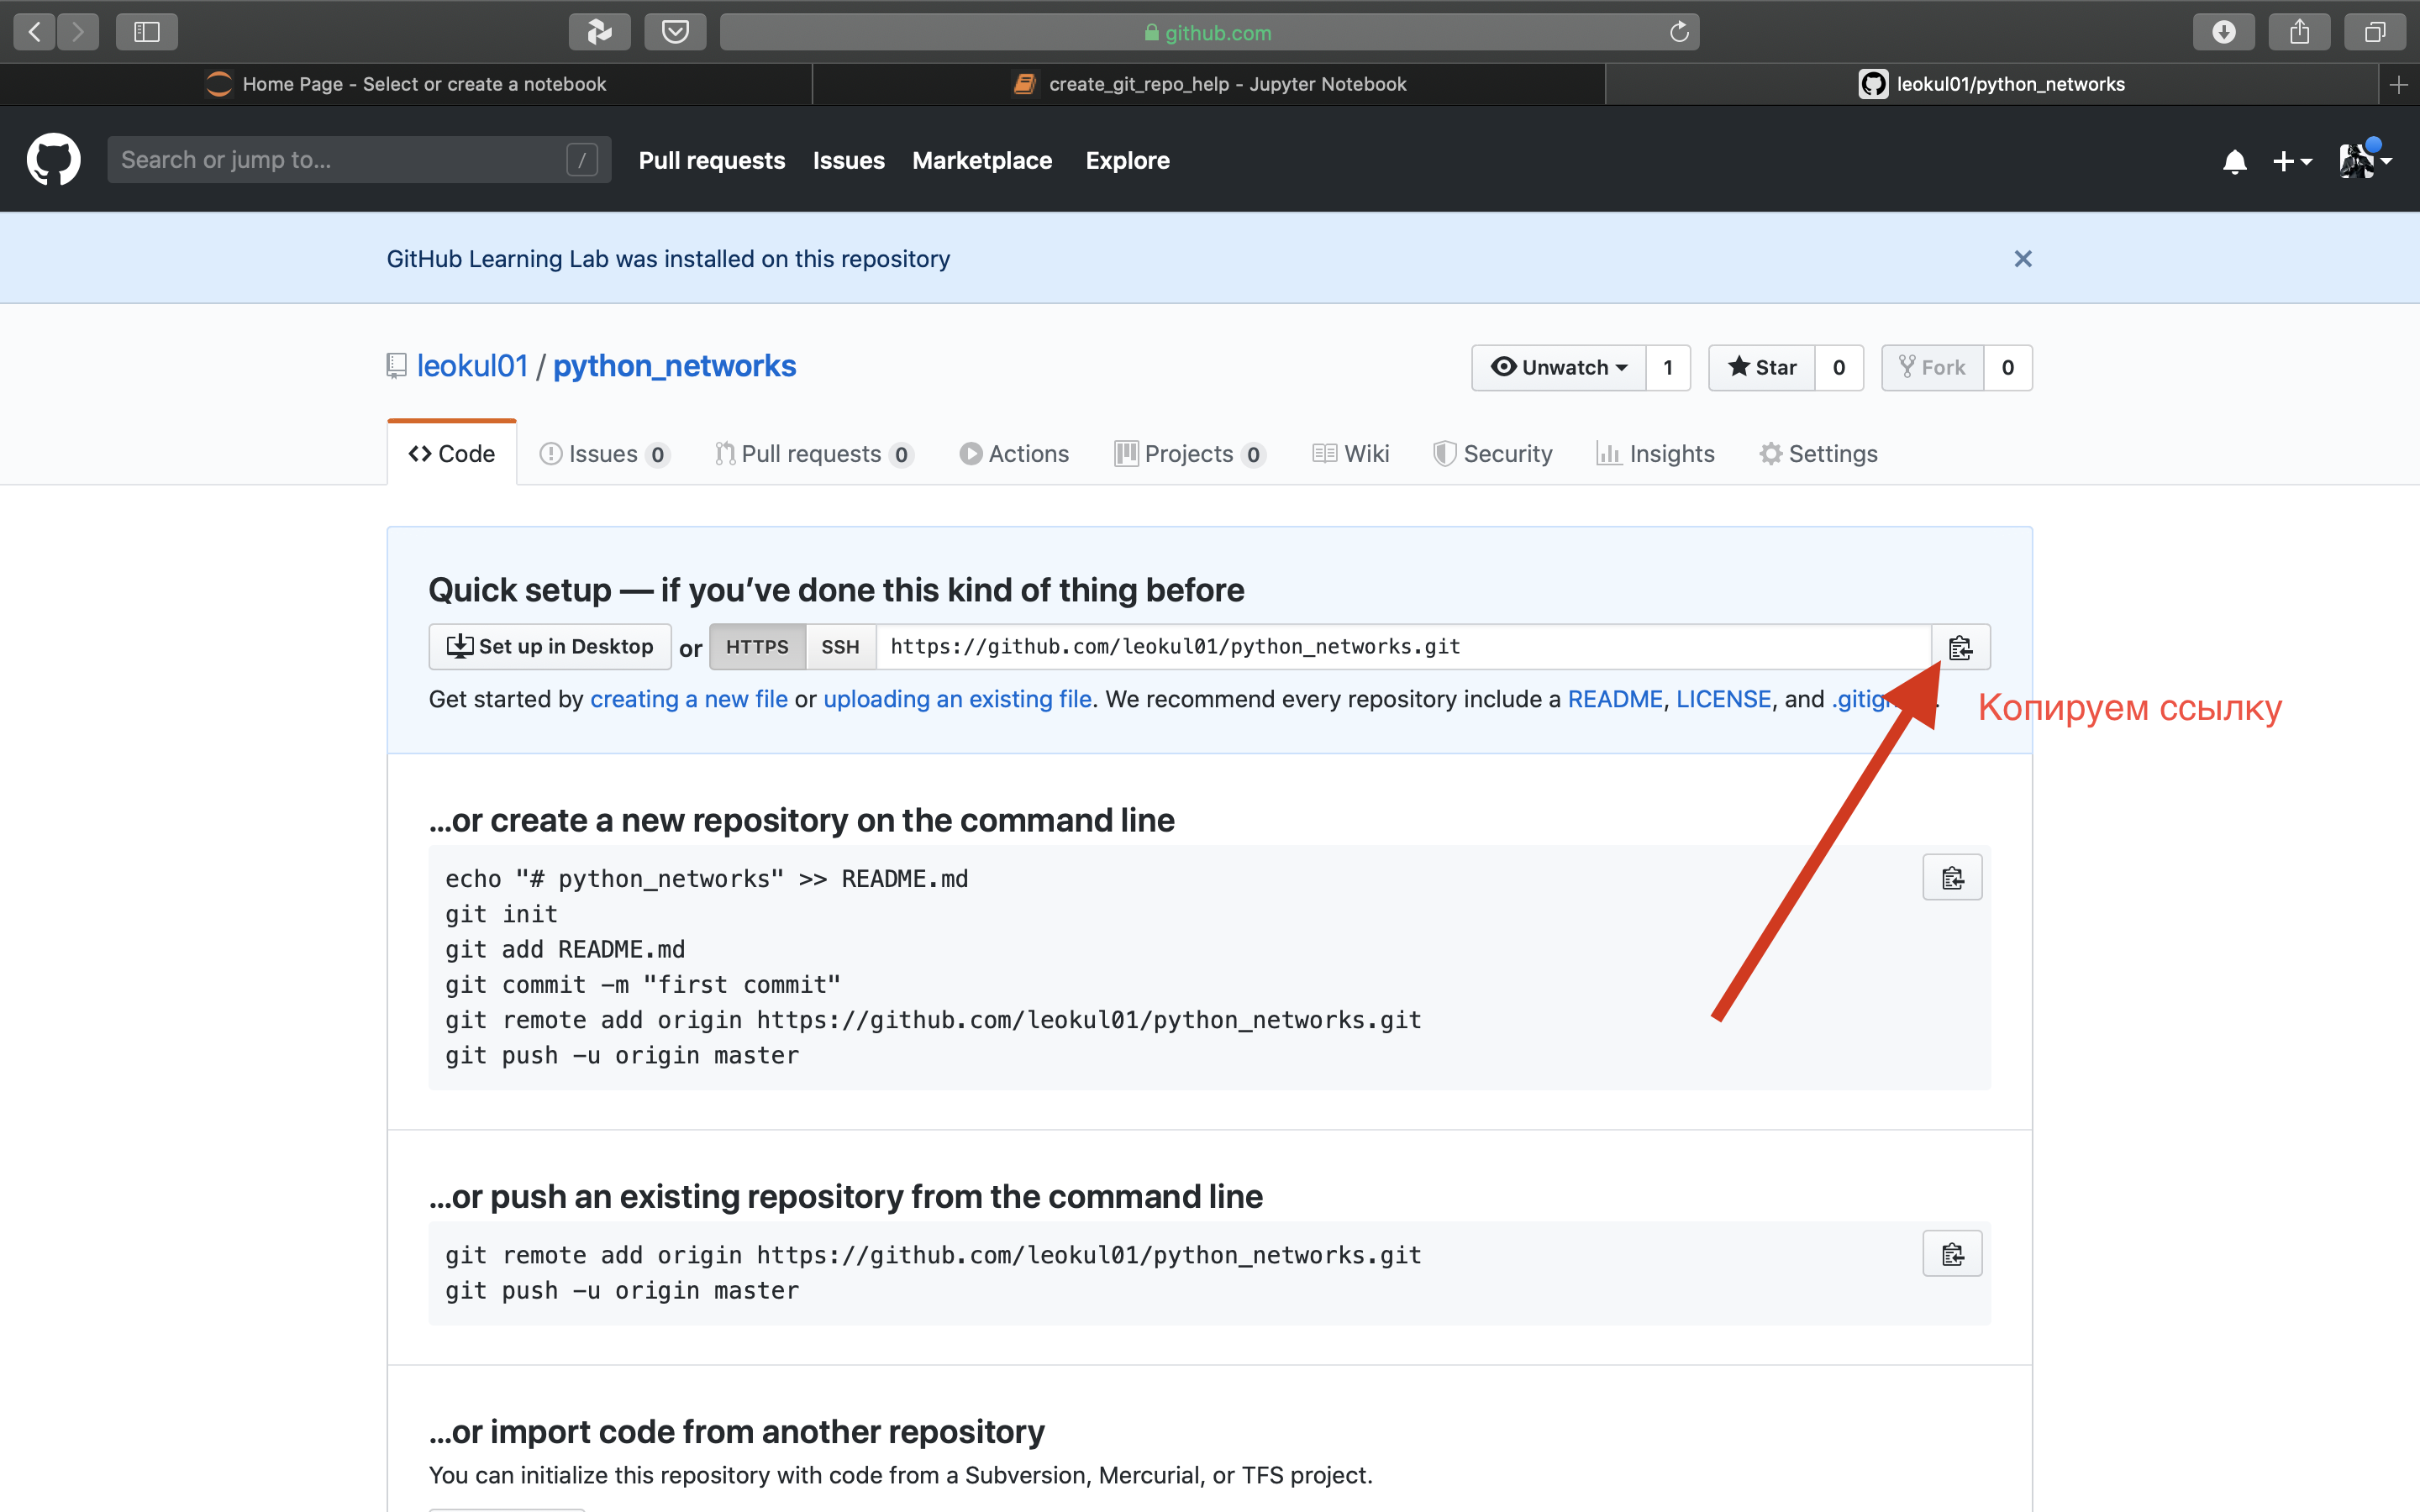 github.com
Home Page - Select or create a notebook
create_git_repo_help - Jupyter Notebook
leokul01/python_networks
Search or jump to...
/
Pull requests
Issues
Marketplace
Explore
GitHub Learning Lab was installed on this repository
leokul01 / python_networks
Unwatch 1
Star 0
Fork 0
Code
Issues 0
Pull requests 0
Actions
Projects 0
Wiki
Security
Insights
Settings
Quick setup — if you’ve done this kind of thing before
Set up in Desktop or HTTPS SSH https://github.com/leokul01/python_networks.git
Get started by creating a new file or uploading an existing file. We recommend every repository include a README, LICENSE, and
Копируем ссылку
...or create a new repository on the command line
echo "# python_networks" >> README.md
git init
git add README.md
git commit -m "first commit"
git remote add origin https://github.com/leokul01/python_networks.git
git push -u origin master
...or push an existing repository from the command line
git remote add origin https://github.com/leokul01/python_networks.git
git push -u origin master
...or import code from another repository
You can initialize this repository with code from a Subversion, Mercurial, or TFS project.